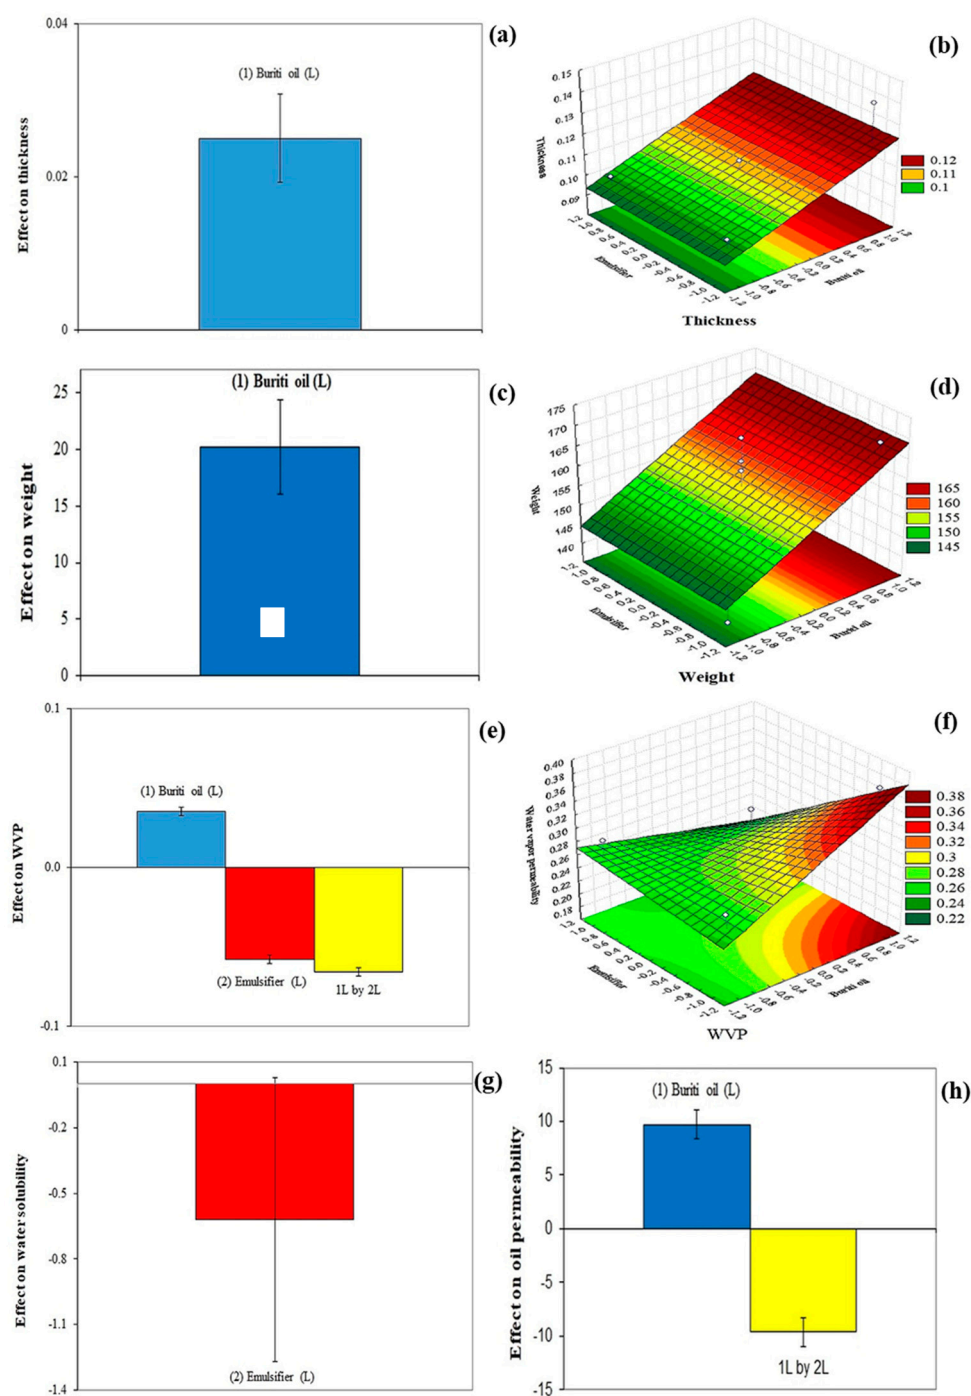 (a)
0.04
(1) Buriti oil (L)
0.02
0
Effect on thickness
(b)
0.15
0.14
0.13
0.12
0.11
0.10
0.09
Thickness
Emulsifier
Buriti oil
0.12
0.11
0.1
Thickness
(c)
(1) Buriti oil (L)
25
20
15
10
5
0
Effect on weight
(d)
175
170
165
160
155
150
145
140
Weight
Emulsifier
Buriti oil
165
160
155
150
145
Weight
(e)
0.1
(1) Buriti oil (L)
0.0
(2) Emulsifier (L)
1L by 2L
-0.1
Effect on WVP
(f)
0.40
0.38
0.36
0.34
0.32
0.30
0.28
0.26
0.24
0.22
0.20
0.18
Water vapor permeability
Emulsifier
Buriti oil
0.38
0.36
0.34
0.32
0.3
0.28
0.26
0.24
0.22
WVP
(g)
0.1
-0.2
-0.5
-0.8
-1.1
-1.4
(2) Emulsifier (L)
Effect on water solubility
(h)
15
(1) Buriti oil (L)
10
5
0
-5
-10
1L by 2L
-15
Effect on oil permeability